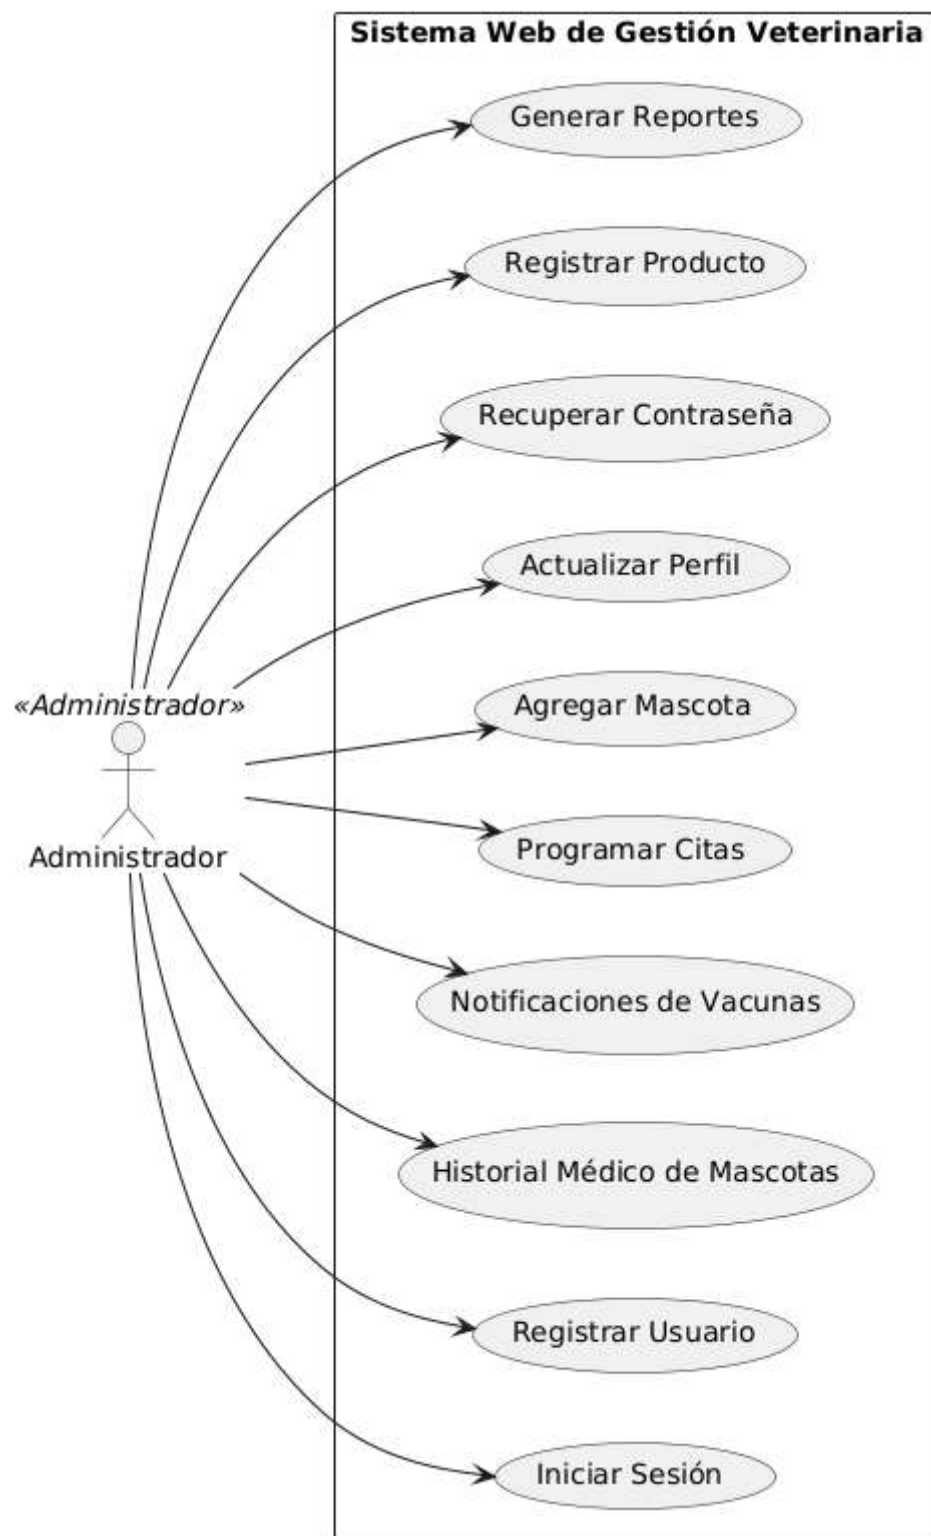 Sistema Web de Gestión Veterinaria
Generar Reportes
Registrar Producto
Recuperar Contraseña
Actualizar Perfil
«Administrador»
Agregar Mascota
Programar Citas
Administrador
Notificaciones de Vacunas
Historial Médico de Mascotas
Registrar Usuario
Iniciar Sesión